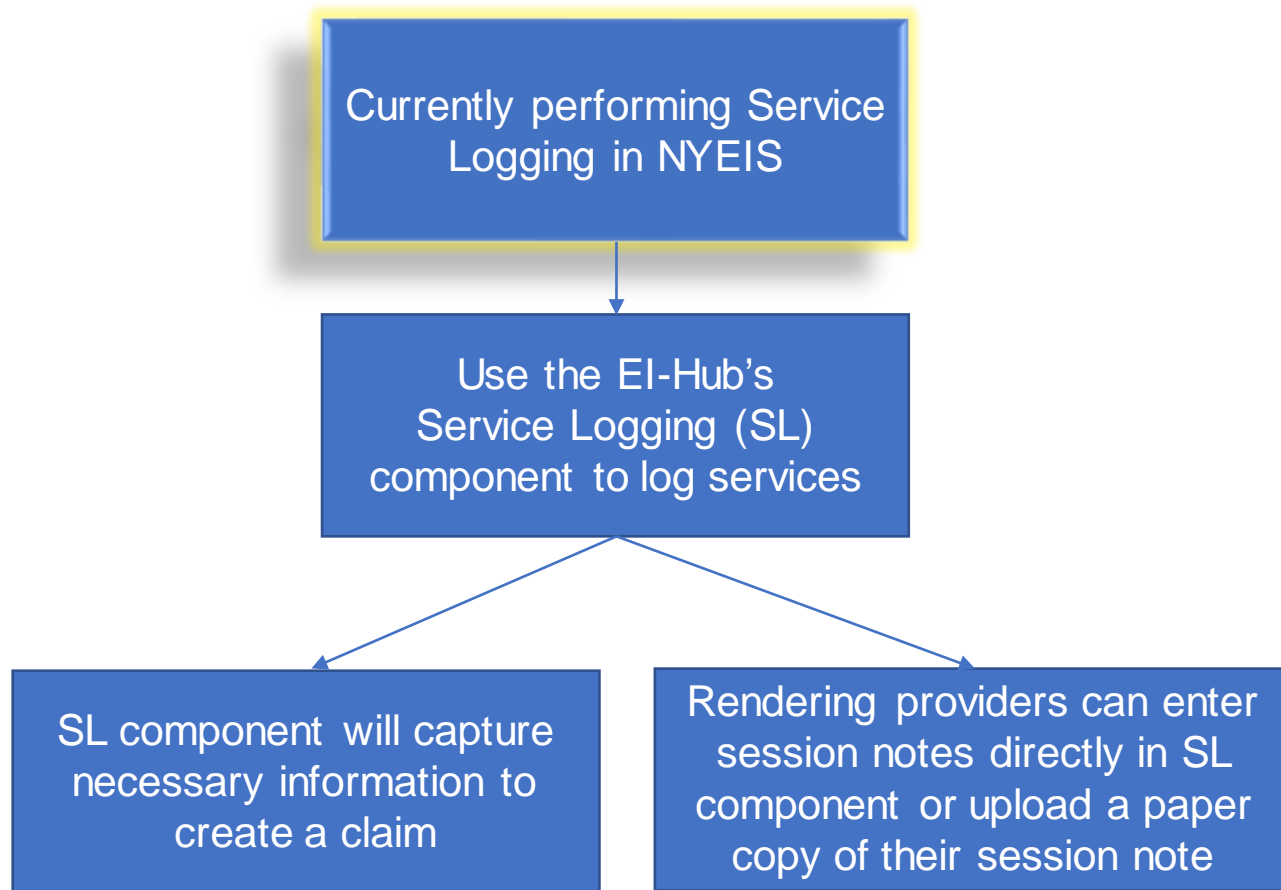 Currently performing Service
Logging in NYEIS
Use the EI-Hub’s
Service Logging (SL)
component to log services
SL component will capture
necessary information to
create a claim
Rendering providers can enter
session notes directly in SL
component or upload a paper
copy of their session note